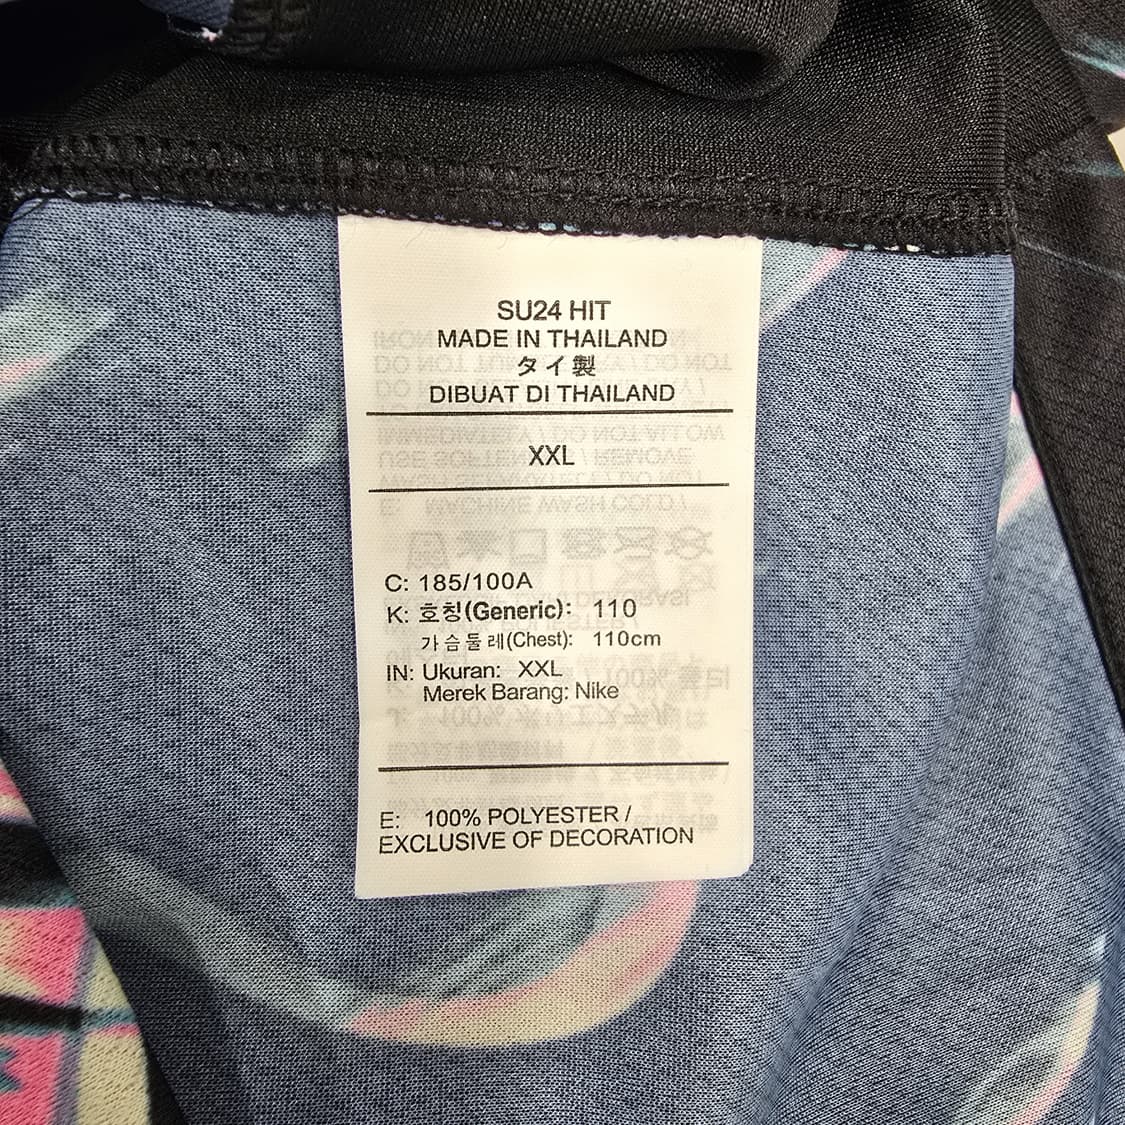 SU24 HIT
MADE IN THAILAND
タイ製
DIBUAT DI THAILAND
XXL
C: 185/100A
K: 호칭(Generic): 110
가슴둘레(Chest): 110cm
IN: Ukuran: XXL
Merek Barang: Nike
E: 100% POLYESTER /
EXCLUSIVE OF DECORATION